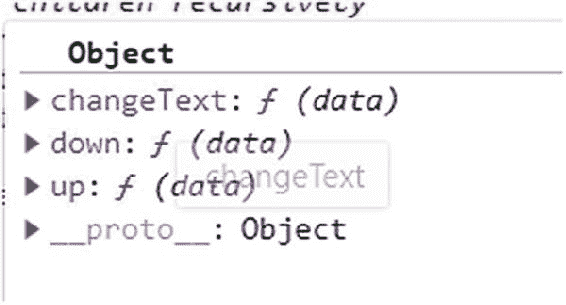 children recursively
Object
▶ changeText: ƒ (data)
▶ down: ƒ (data)
▶ up: ƒ (data)
changeText
▶ __proto__: Object